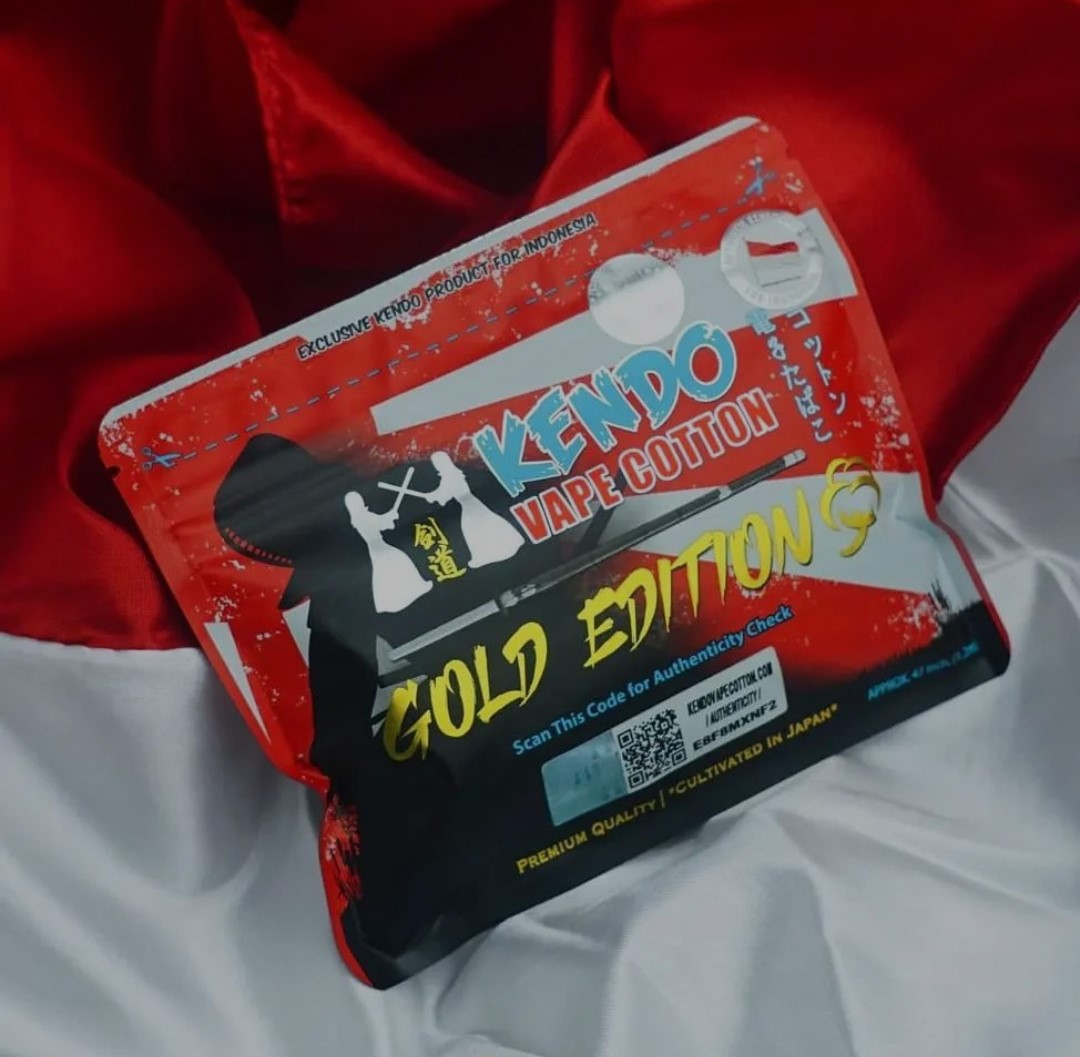 EXCLUSIVE KENDO PRODUCT FOR INDONESIA
KENDO
VAPE COTTON
コットン
電子たばこ
剣道
GOLD EDITION
Scan This Code for Authenticity Check
KENDOVAPECOTTON.COM
/ AUTHENTICITY /
E8F8MXNF2
PREMIUM QUALITY | *CULTIVATED IN JAPAN*
APPROX.